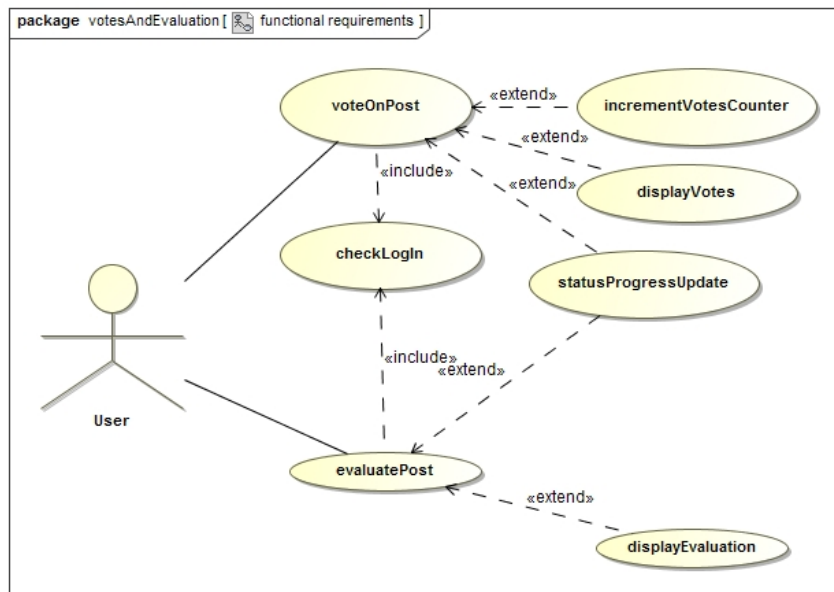 package votesAndEvaluation [ functional requirements ]
voteOnPost
«extend»
incrementVotesCounter
«extend»
«include»
«extend»
displayVotes
checkLogIn
statusProgressUpdate
«include»
«extend»
User
evaluatePost
«extend»
displayEvaluation